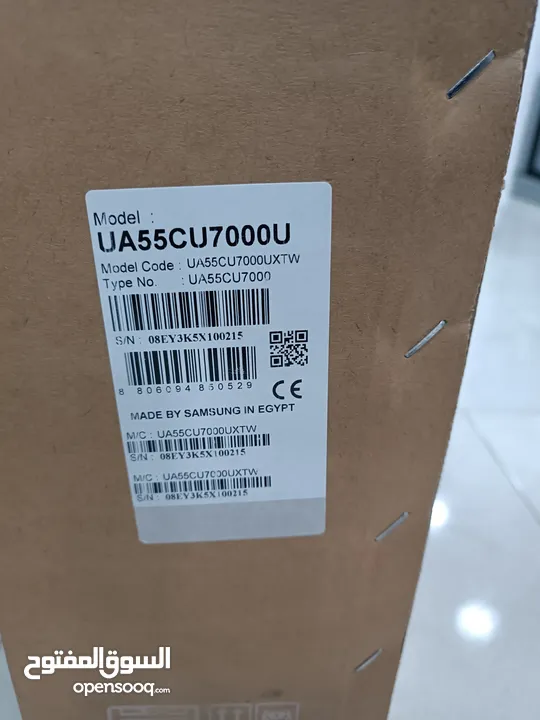 Model :
UA55CU7000U
Model Code : UA55CU7000UXTW
Type No. : UA55CU7000
S/N : 08EY3K5X100215
8 806094 850529
CE
MADE BY SAMSUNG IN EGYPT
M/C : UA55CU7000UXTW
S/N : 08EY3K5X100215
M/C : UA55CU7000UXTW
S/N : 08EY3K5X100215
السوق المفتوح
opensooq.com